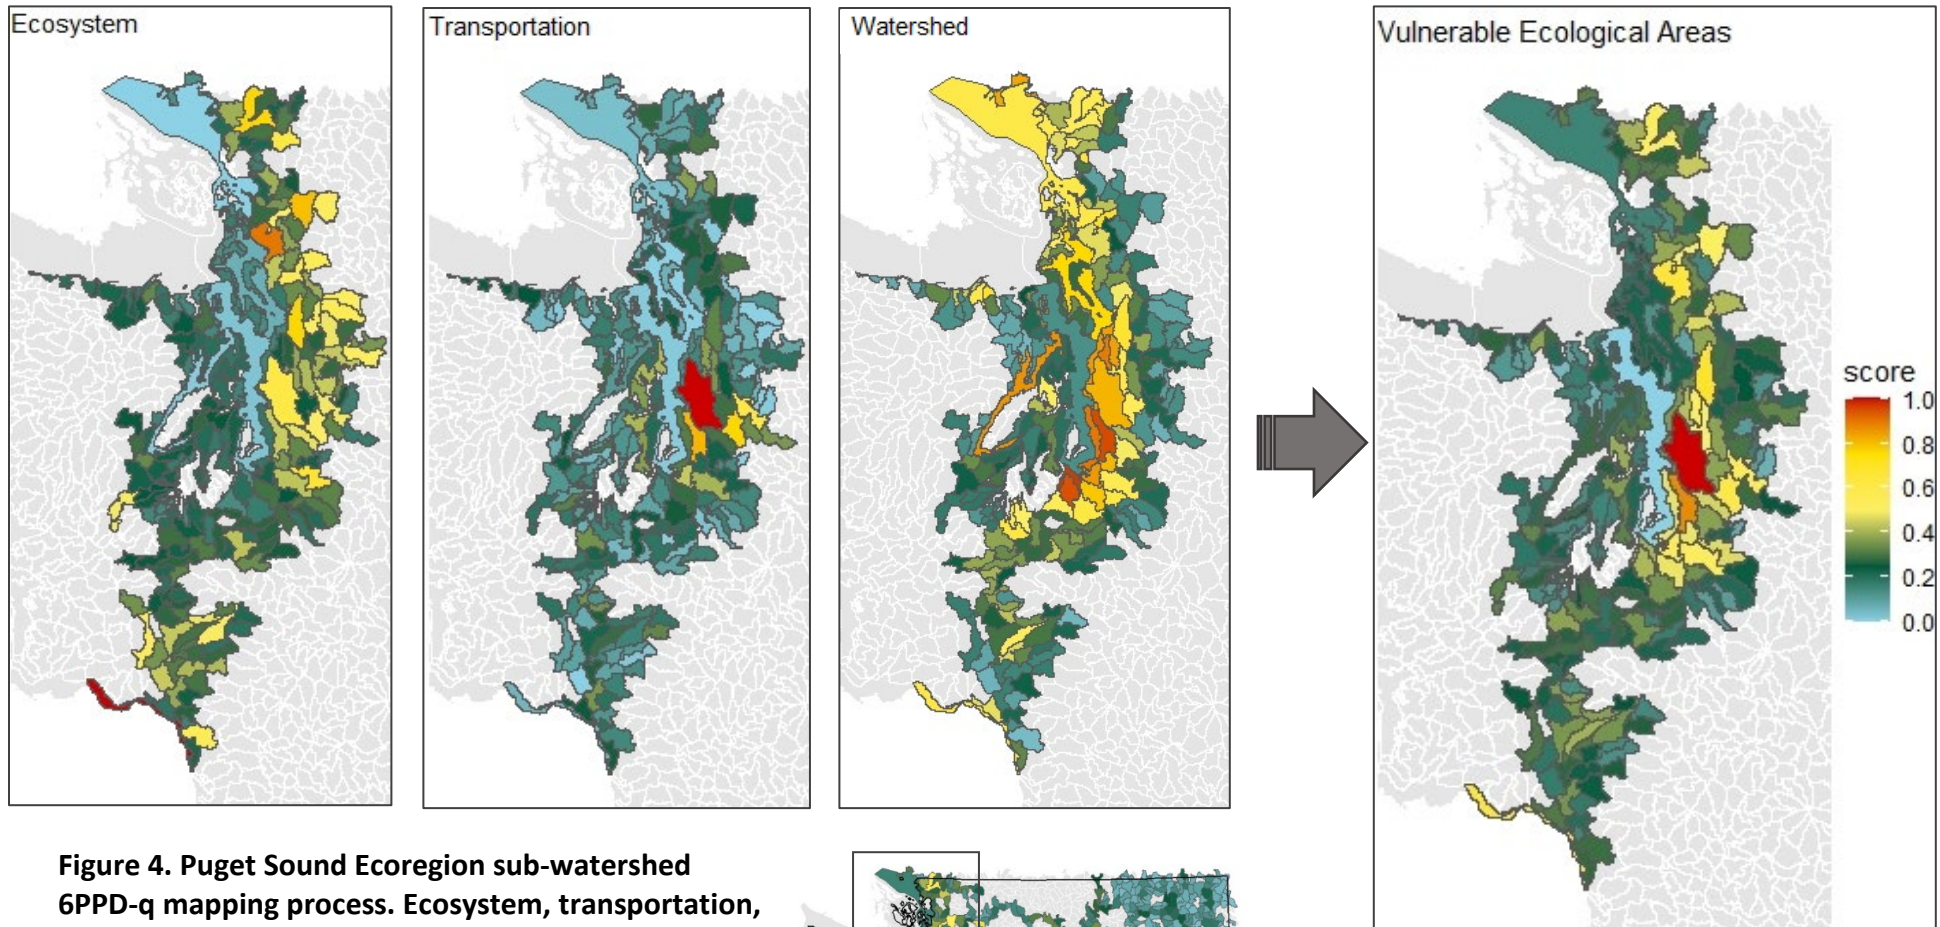 Ecosystem
Transportation
Watershed
Vulnerable Ecological Areas
score
1.0
0.8
0.6
0.4
0.2
0.0
Figure 4. Puget Sound Ecoregion sub-watershed
6PPD-q mapping process. Ecosystem, transportation,